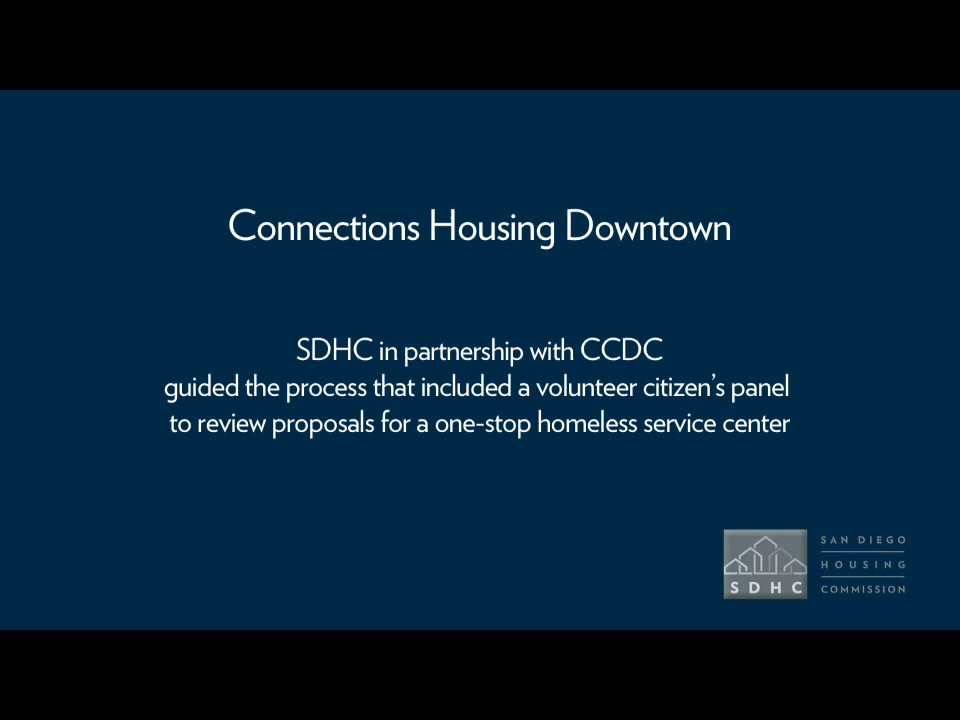 Connections Housing Downtown
SDHC in partnership with CCDC
guided the process that included a volunteer citizen’s panel
to review proposals for a one-stop homeless service center
SDHC
SAN DIEGO
HOUSING
COMMISSION